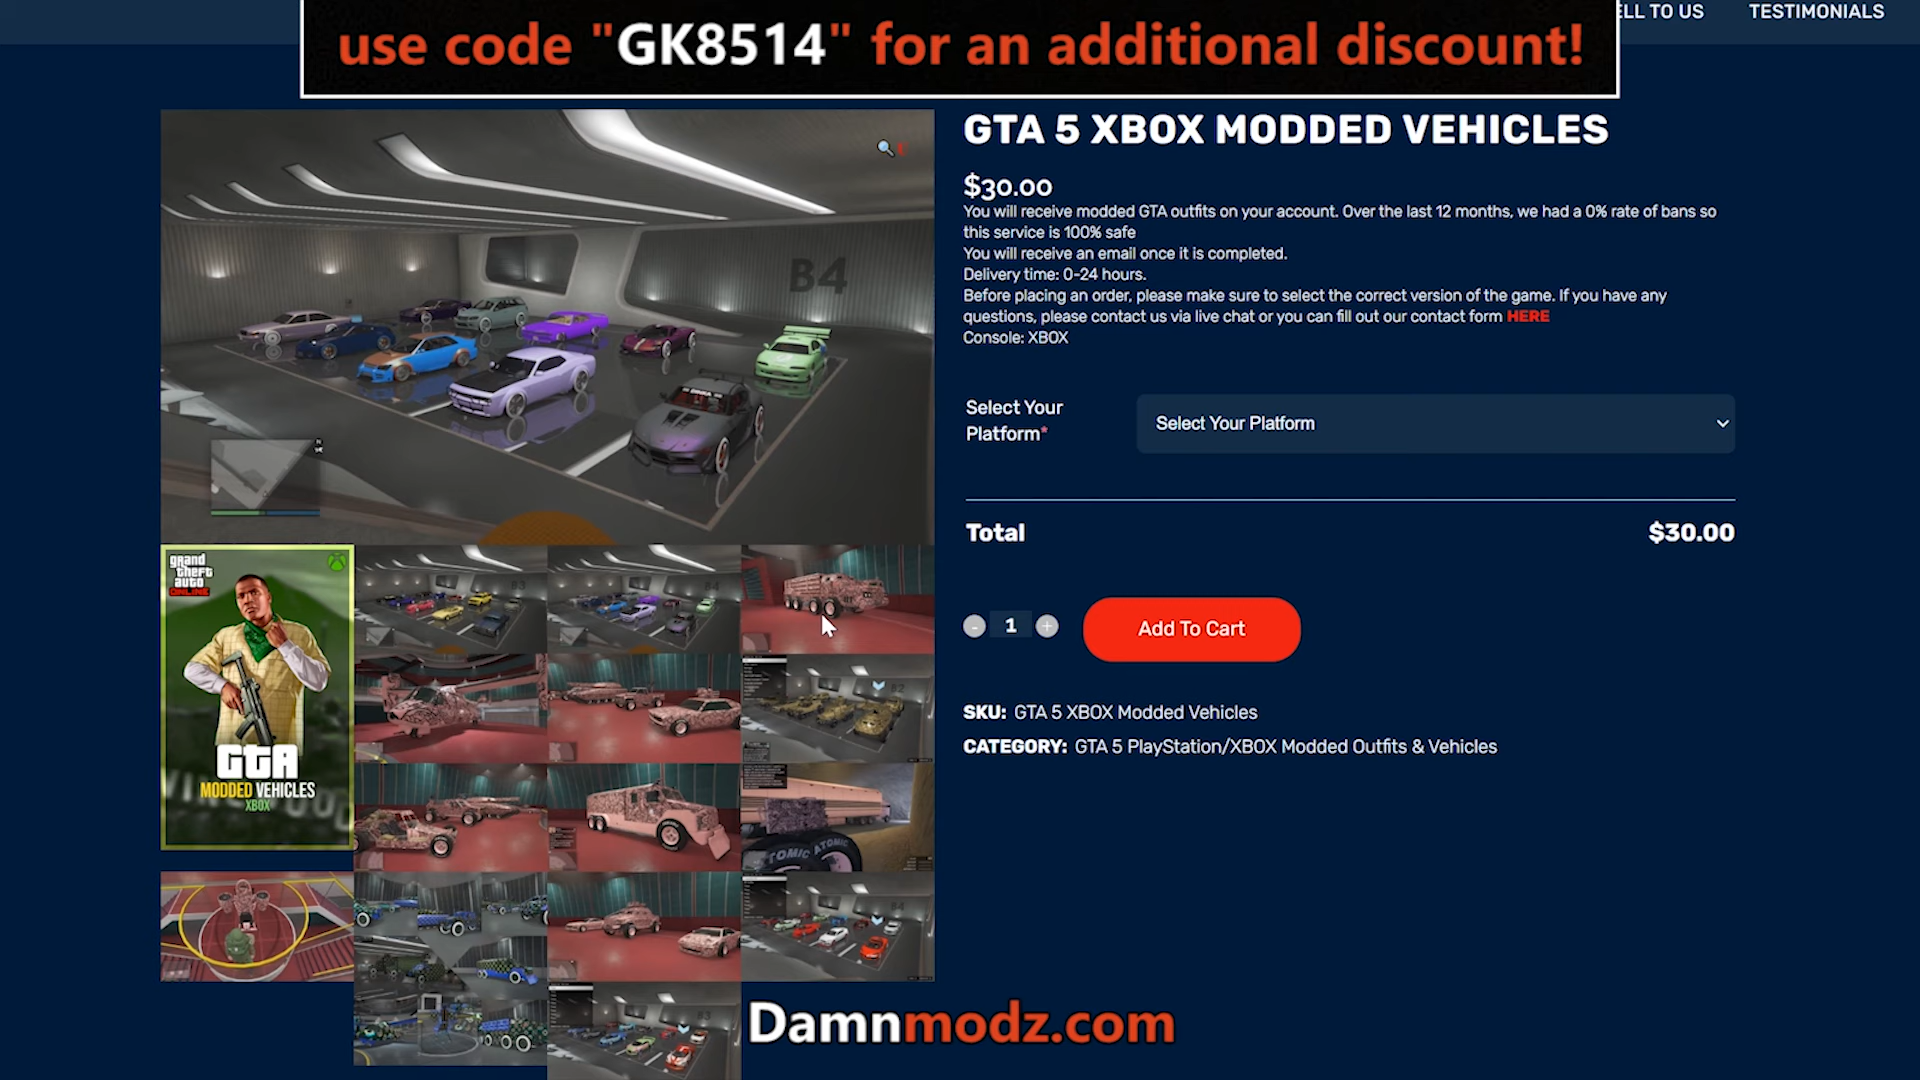 use code "GK8514" for an additional discount!
ELL TO US
TESTIMONIALS
B4
GTA 5 XBOX MODDED VEHICLES
$30.00
You will receive modded GTA outfits on your account. Over the last 12 months, we had a 0% rate of bans so
this service is 100% safe
You will receive an email once it is completed.
Delivery time: 0-24 hours.
Before placing an order, please make sure to select the correct version of the game. If you have any
questions, please contact us via live chat or you can fill out our contact form HERE
Console: XBOX
Select Your
Platform*
Select Your Platform
Total
$30.00
- 1 +
Add To Cart
SKU: GTA 5 XBOX Modded Vehicles
CATEGORY: GTA 5 PlayStation/XBOX Modded Outfits & Vehicles
grand
theft
auto
ONLINE
GTA
MODDED VEHICLES
XBOX
B3
B4
ATOMIC ATOMIC
Damnmodz.com